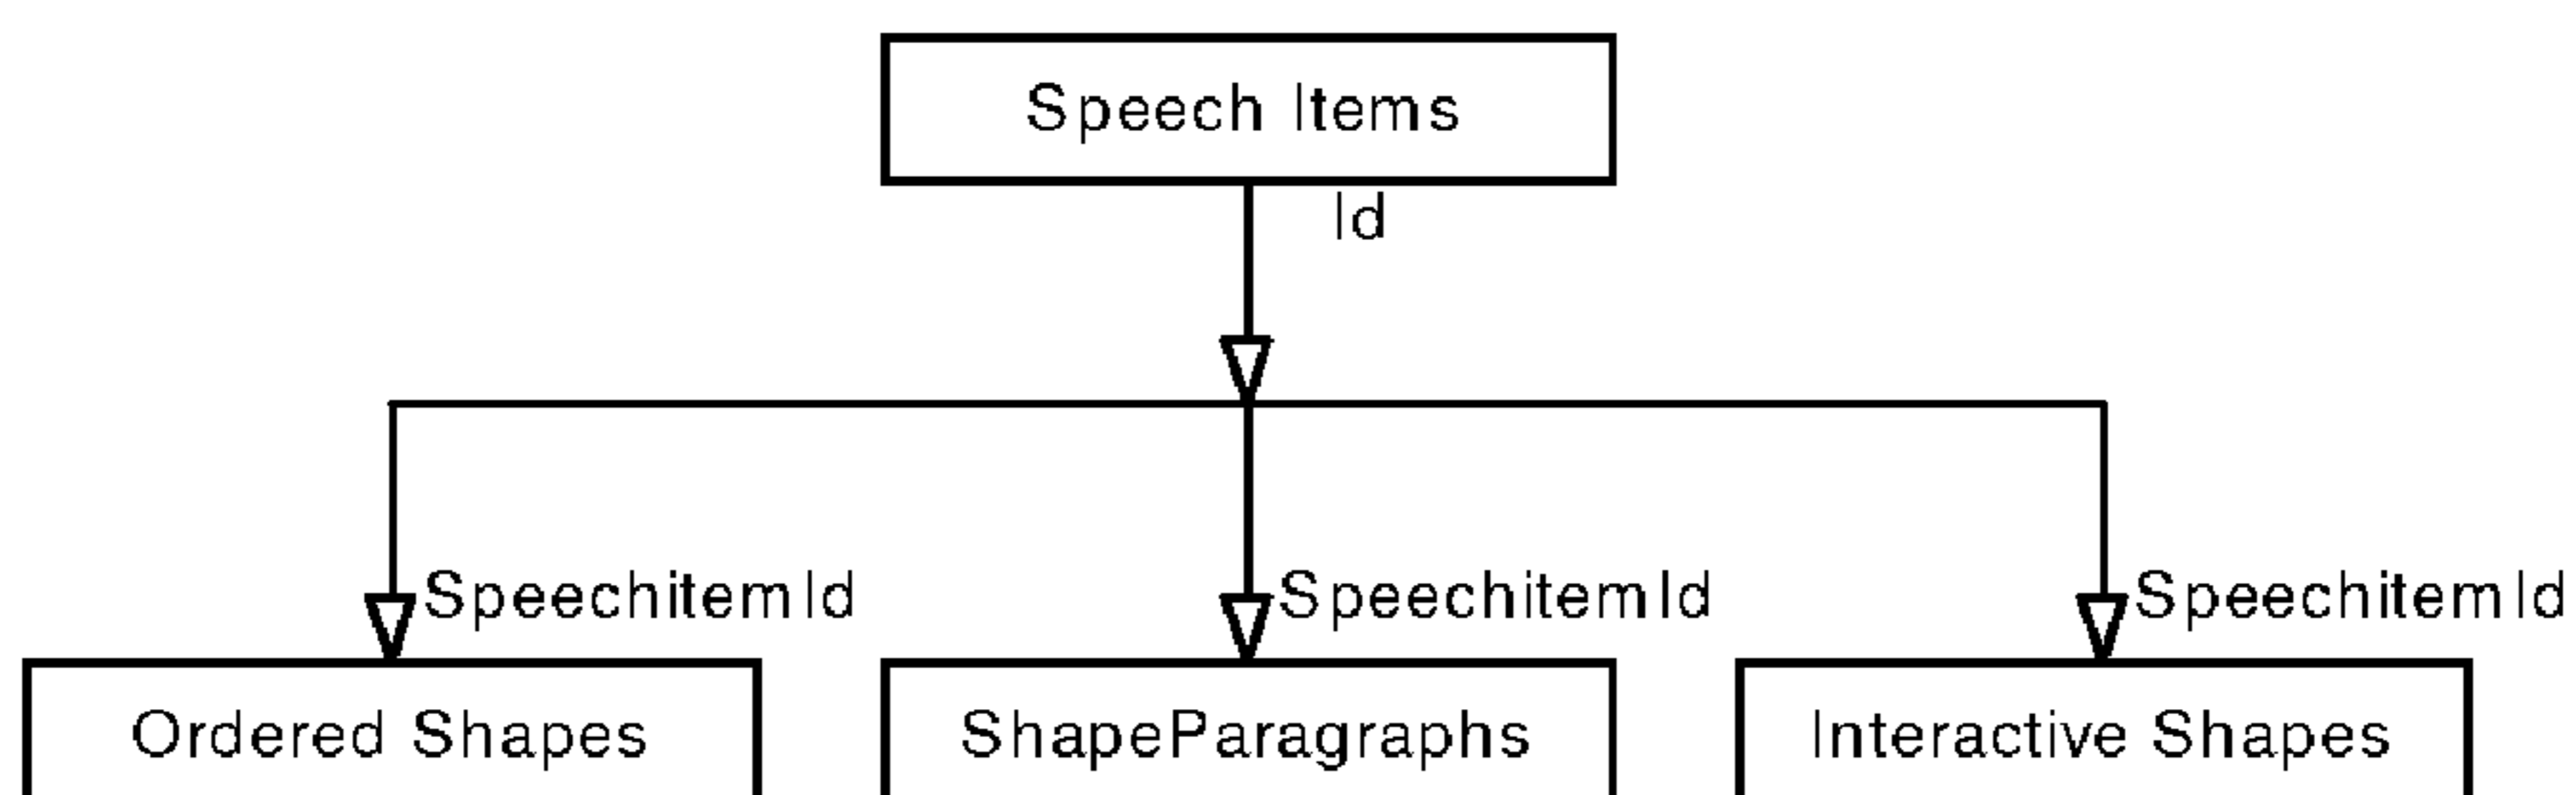 Speech Items
Id
SpeechitemId SpeechitemId SpeechitemId
Ordered Shapes ShapeParagraphs Interactive Shapes